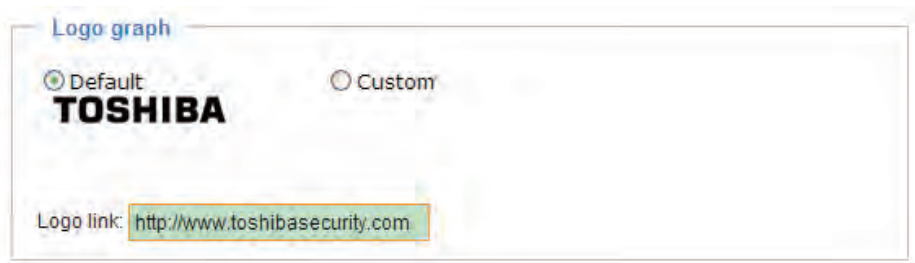 Logo graph
Default Custom
TOSHIBA
Logo link: http://www.toshibasecurity.com